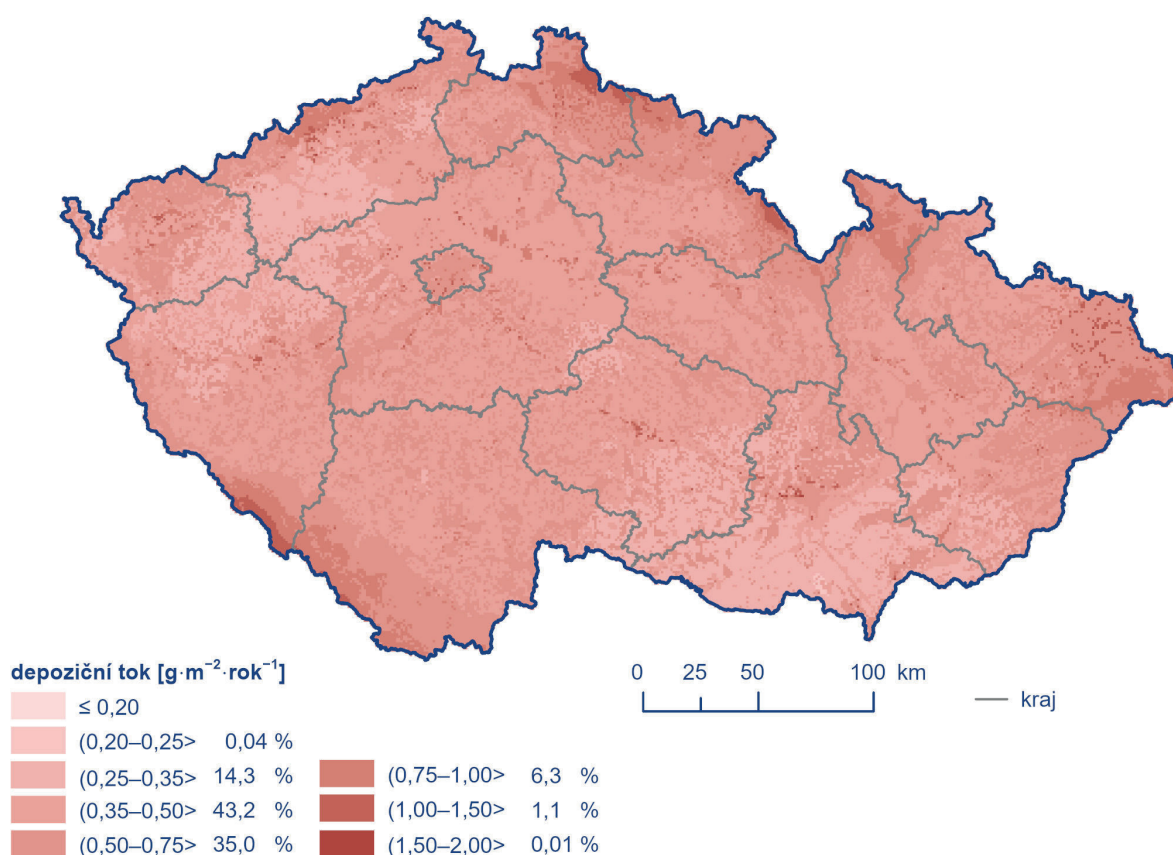 depoziční tok [g·m⁻²·rok⁻¹]
≤ 0,20
(0,20–0,25> 0,04 %
(0,25–0,35> 14,3 %
(0,35–0,50> 43,2 %
(0,50–0,75> 35,0 %
(0,75–1,00> 6,3 %
(1,00–1,50> 1,1 %
(1,50–2,00> 0,01 %
0 25 50 100 km
kraj